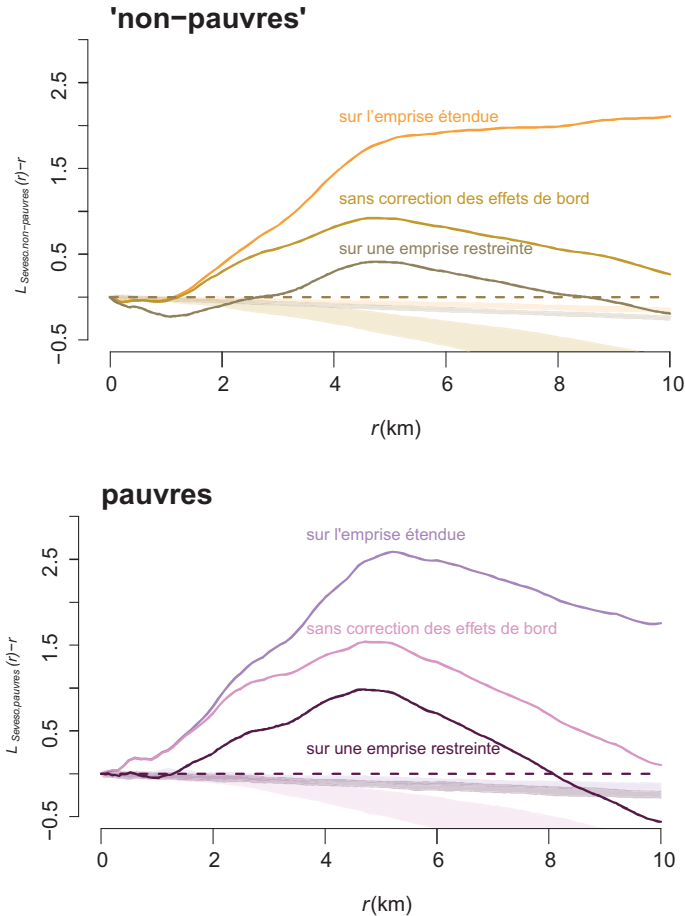 'non−pauvres'
L Seveso,non−pauvres (r)−r
2.5
1.5
0.5
−0.5
sur l'emprise étendue
sans correction des effets de bord
sur une emprise restreinte
0 2 4 6 8 10
r(km)
pauvres
L Seveso,pauvres (r)−r
2.5
1.5
0.5
−0.5
sur l'emprise étendue
sans correction des effets de bord
sur une emprise restreinte
0 2 4 6 8 10
r(km)